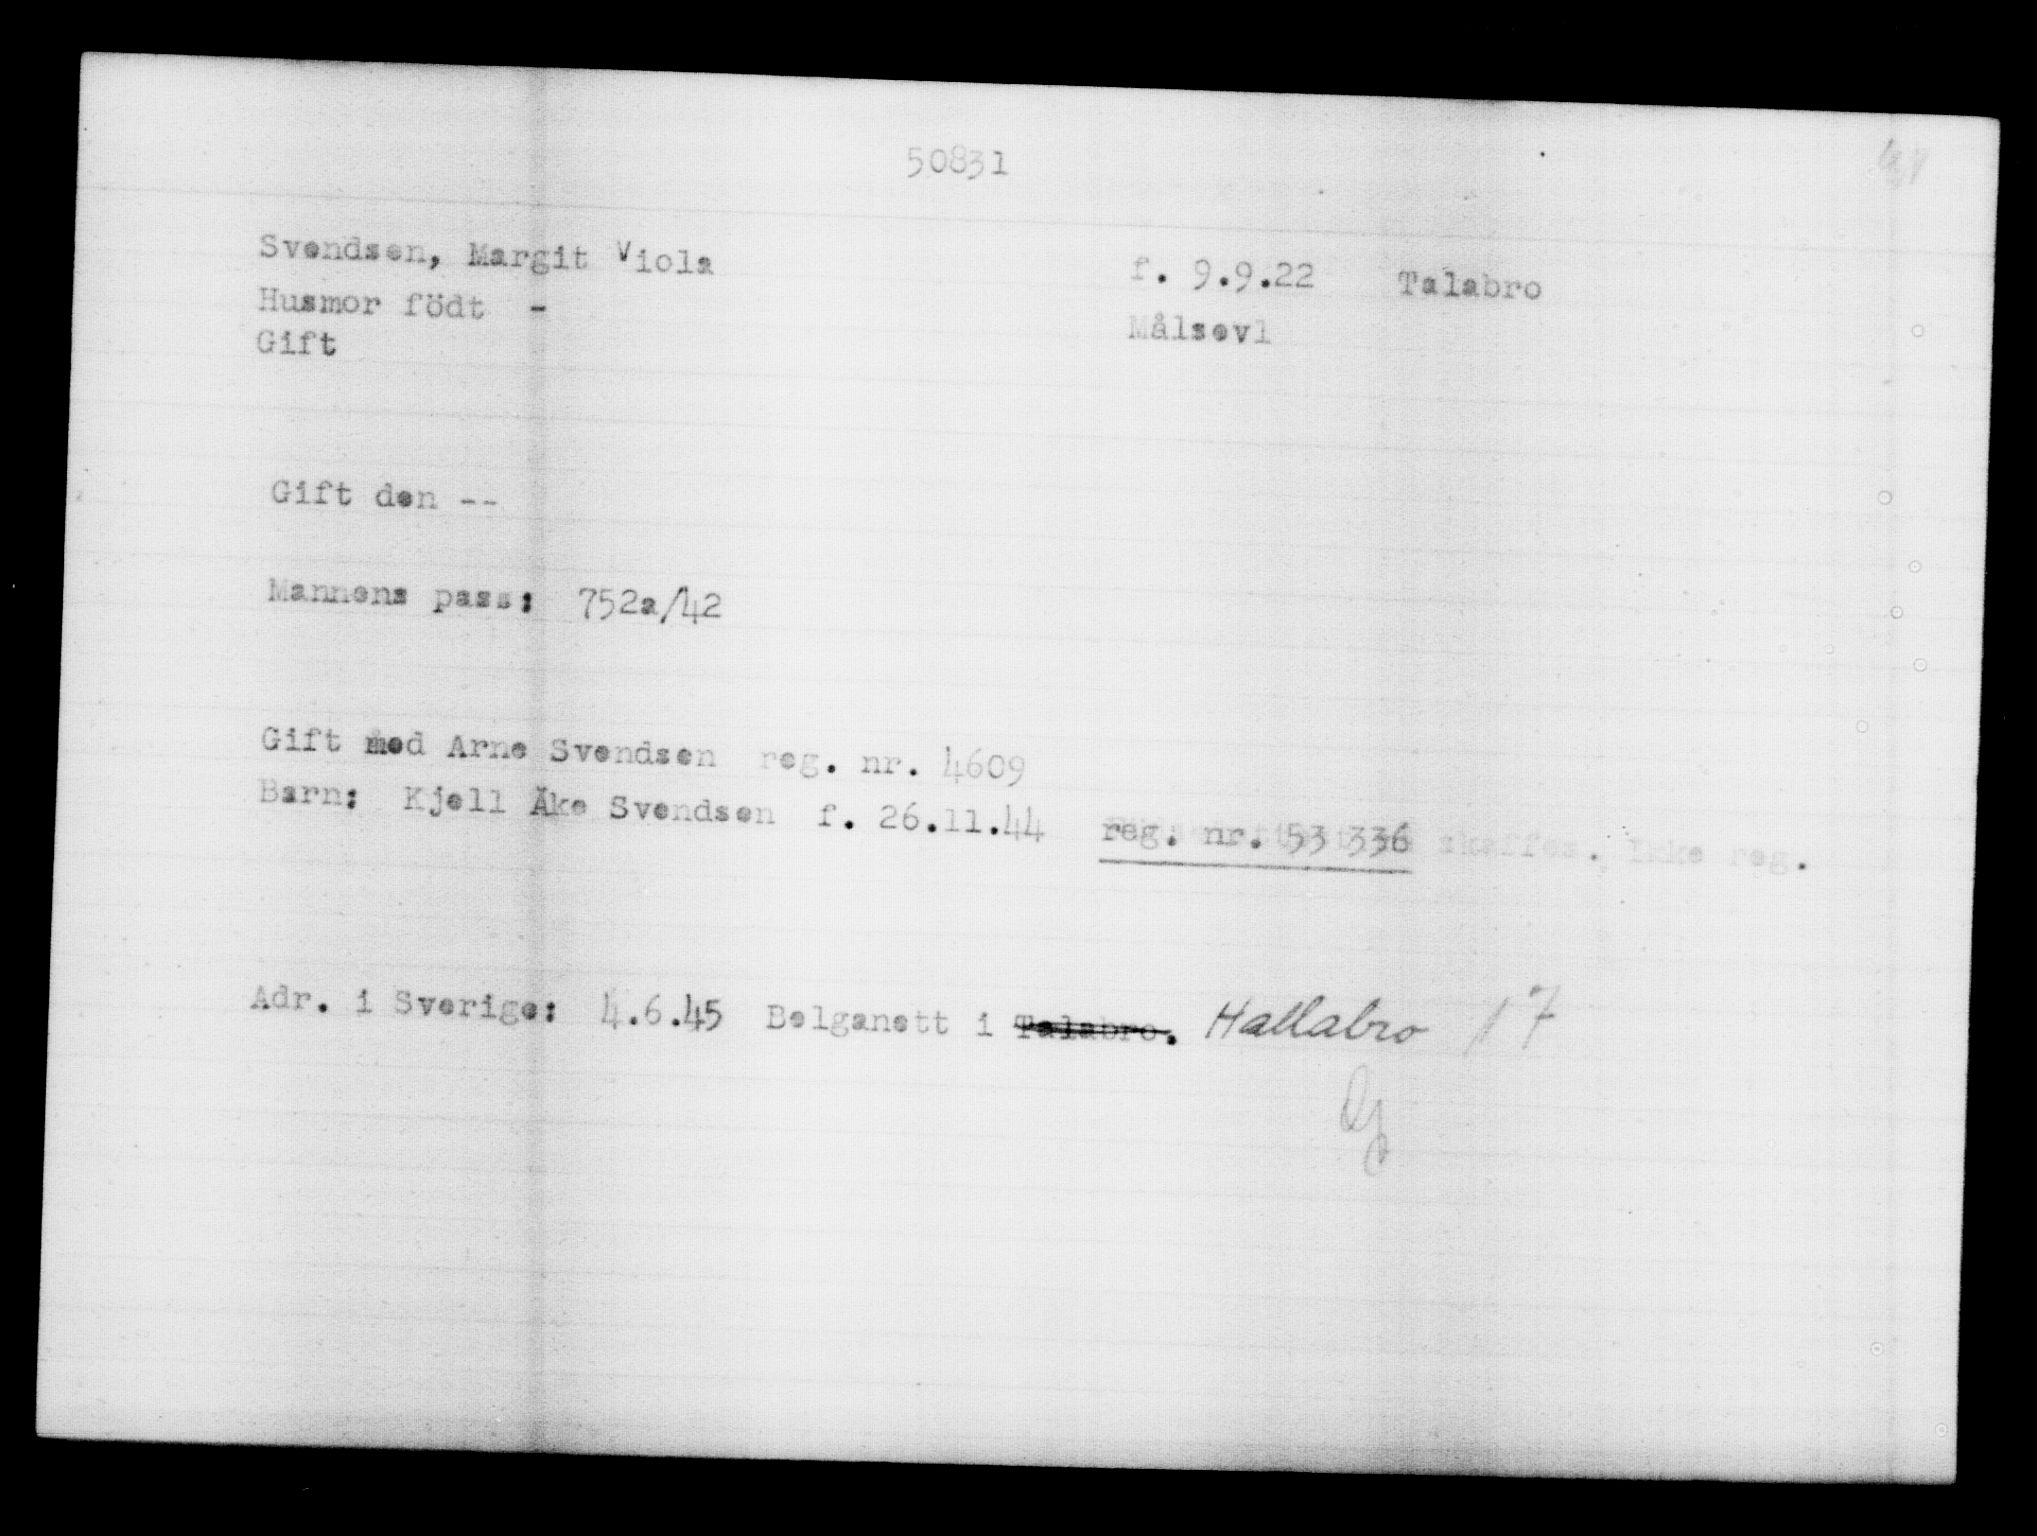 50831
Svendsen, Margit Viola f. 9.9.22 Talabro
Husmor födt - Målsevl
Gift
Gift den --
Mannens pass: 752a/42
Gift med Arne Svendsen reg. nr. 4609
Barn: Kjell Åke Svendsen f. 26.11.44 reg. nr. 53 336 skaffes. Ikke reg.
Adr. i Sverige: 4.6.45 Belganett i Talabro. Hallabro 17